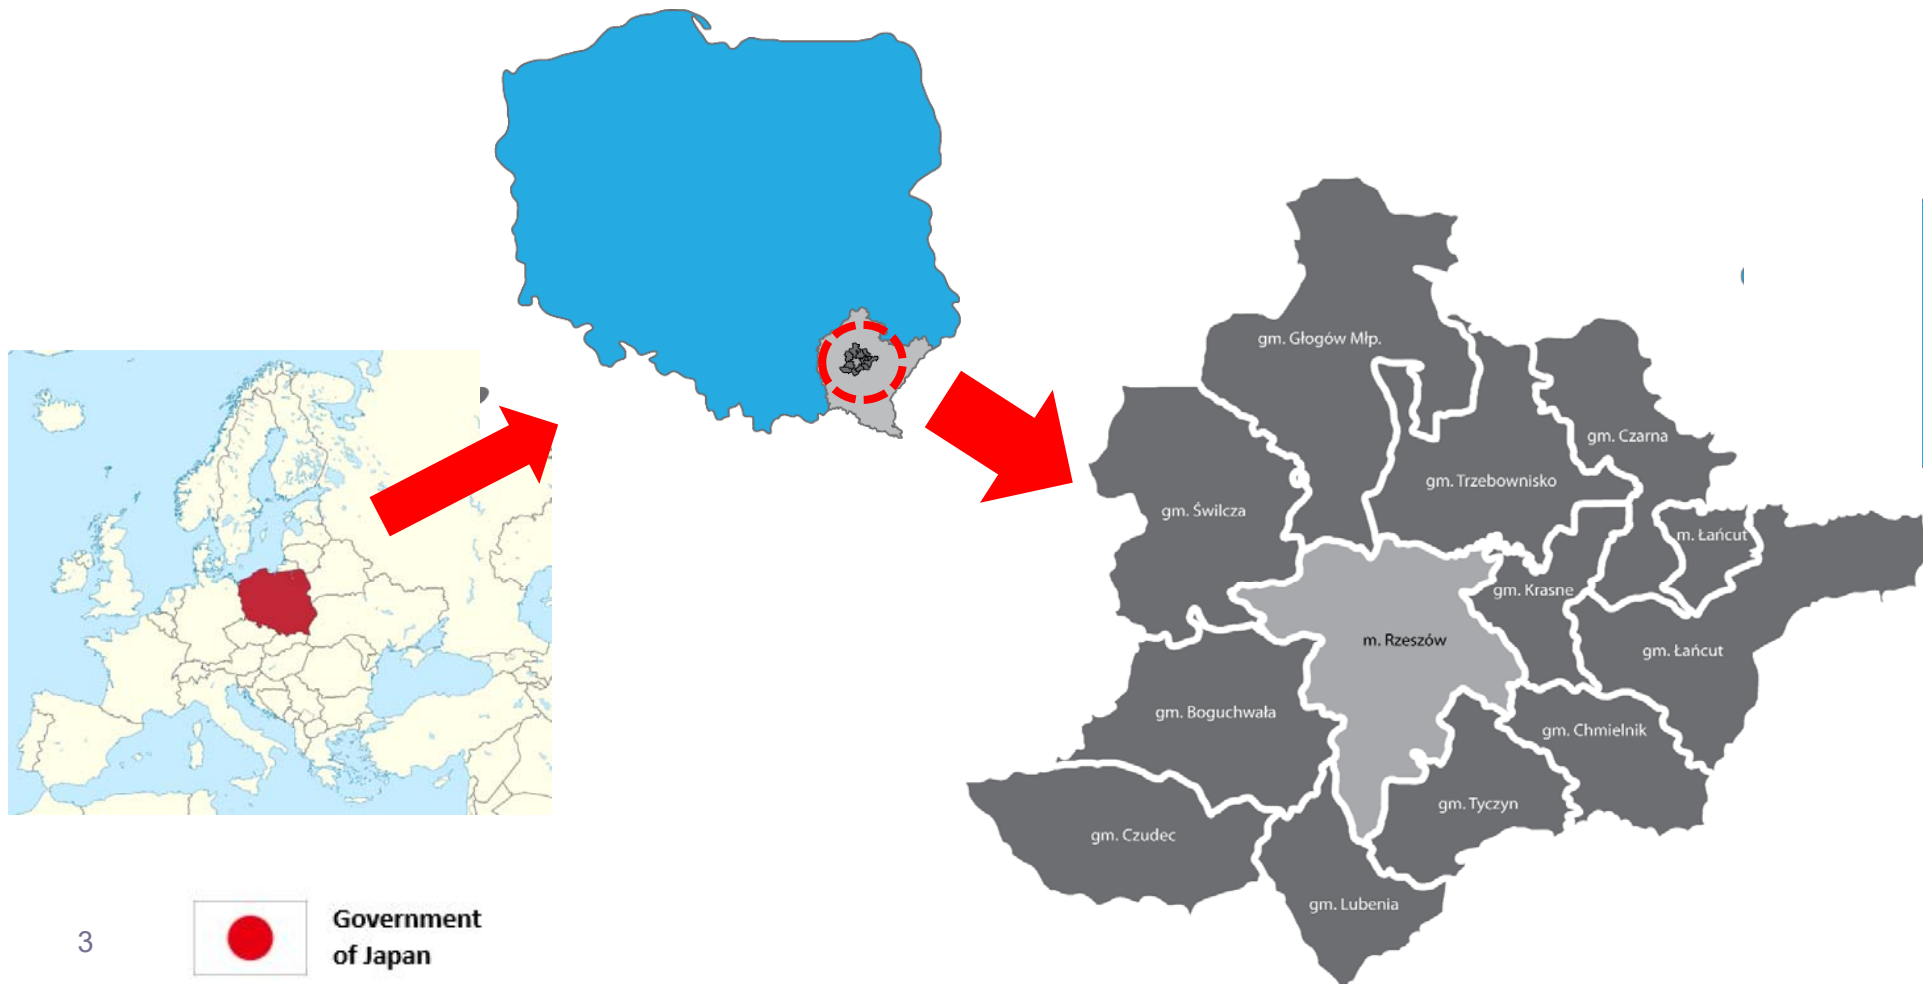 gm. Głogów Młp.
gm. Czarna
gm. Trzebownisko
gm. Świlcza
m. Łańcut
gm. Krasne
m. Rzeszów
gm. Łańcut
gm. Boguchwała
gm. Chmielnik
gm. Tyczyn
gm. Czudec
gm. Lubenia
Government
of Japan
3